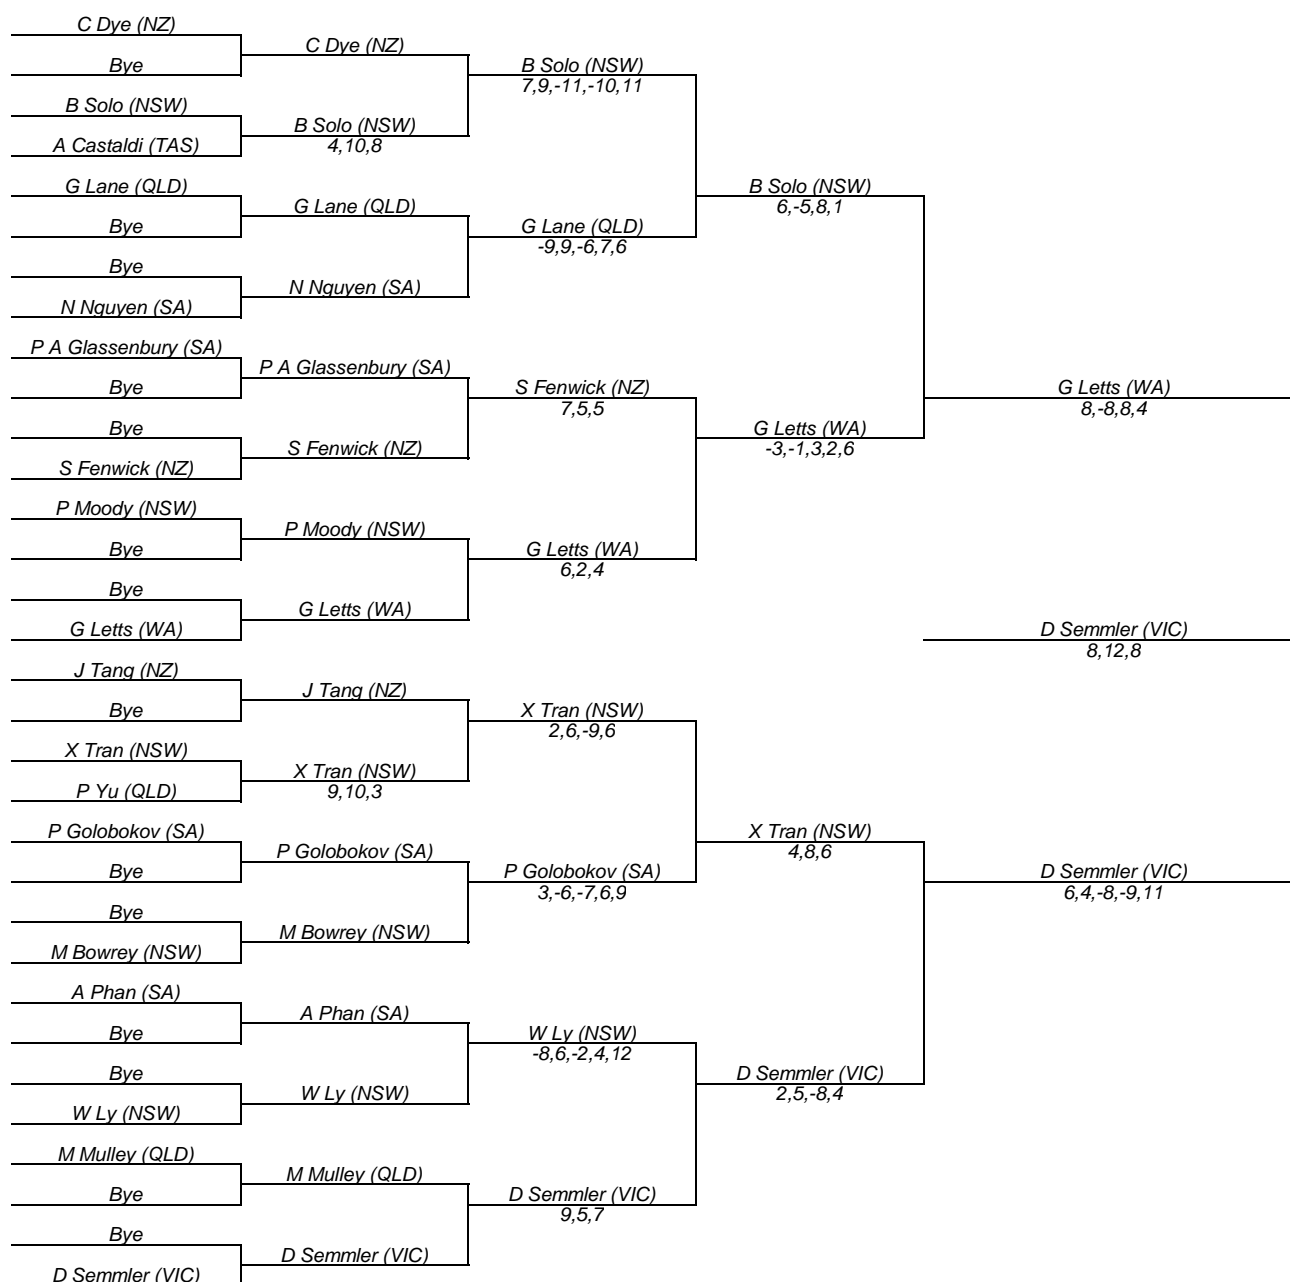 C Dye (NZ)
Bye
B Solo (NSW)
A Castaldi (TAS)
G Lane (QLD)
Bye
Bye
N Nguyen (SA)
P A Glassenbury (SA)
Bye
Bye
S Fenwick (NZ)
P Moody (NSW)
Bye
Bye
G Letts (WA)
J Tang (NZ)
Bye
X Tran (NSW)
P Yu (QLD)
P Golobokov (SA)
Bye
Bye
M Bowrey (NSW)
A Phan (SA)
Bye
Bye
W Ly (NSW)
M Mulley (QLD)
Bye
Bye
D Semmler (VIC)
C Dye (NZ)
B Solo (NSW)
4,10,8
G Lane (QLD)
N Nguyen (SA)
P A Glassenbury (SA)
S Fenwick (NZ)
P Moody (NSW)
G Letts (WA)
J Tang (NZ)
X Tran (NSW)
9,10,3
P Golobokov (SA)
M Bowrey (NSW)
A Phan (SA)
W Ly (NSW)
M Mulley (QLD)
D Semmler (VIC)
B Solo (NSW)
7,9,-11,-10,11
G Lane (QLD)
-9,9,-6,7,6
S Fenwick (NZ)
7,5,5
G Letts (WA)
6,2,4
X Tran (NSW)
2,6,-9,6
P Golobokov (SA)
3,-6,-7,6,9
W Ly (NSW)
-8,6,-2,4,12
D Semmler (VIC)
9,5,7
B Solo (NSW)
6,-5,8,1
G Letts (WA)
-3,-1,3,2,6
X Tran (NSW)
4,8,6
D Semmler (VIC)
2,5,-8,4
G Letts (WA)
8,-8,8,4
D Semmler (VIC)
8,12,8
D Semmler (VIC)
6,4,-8,-9,11